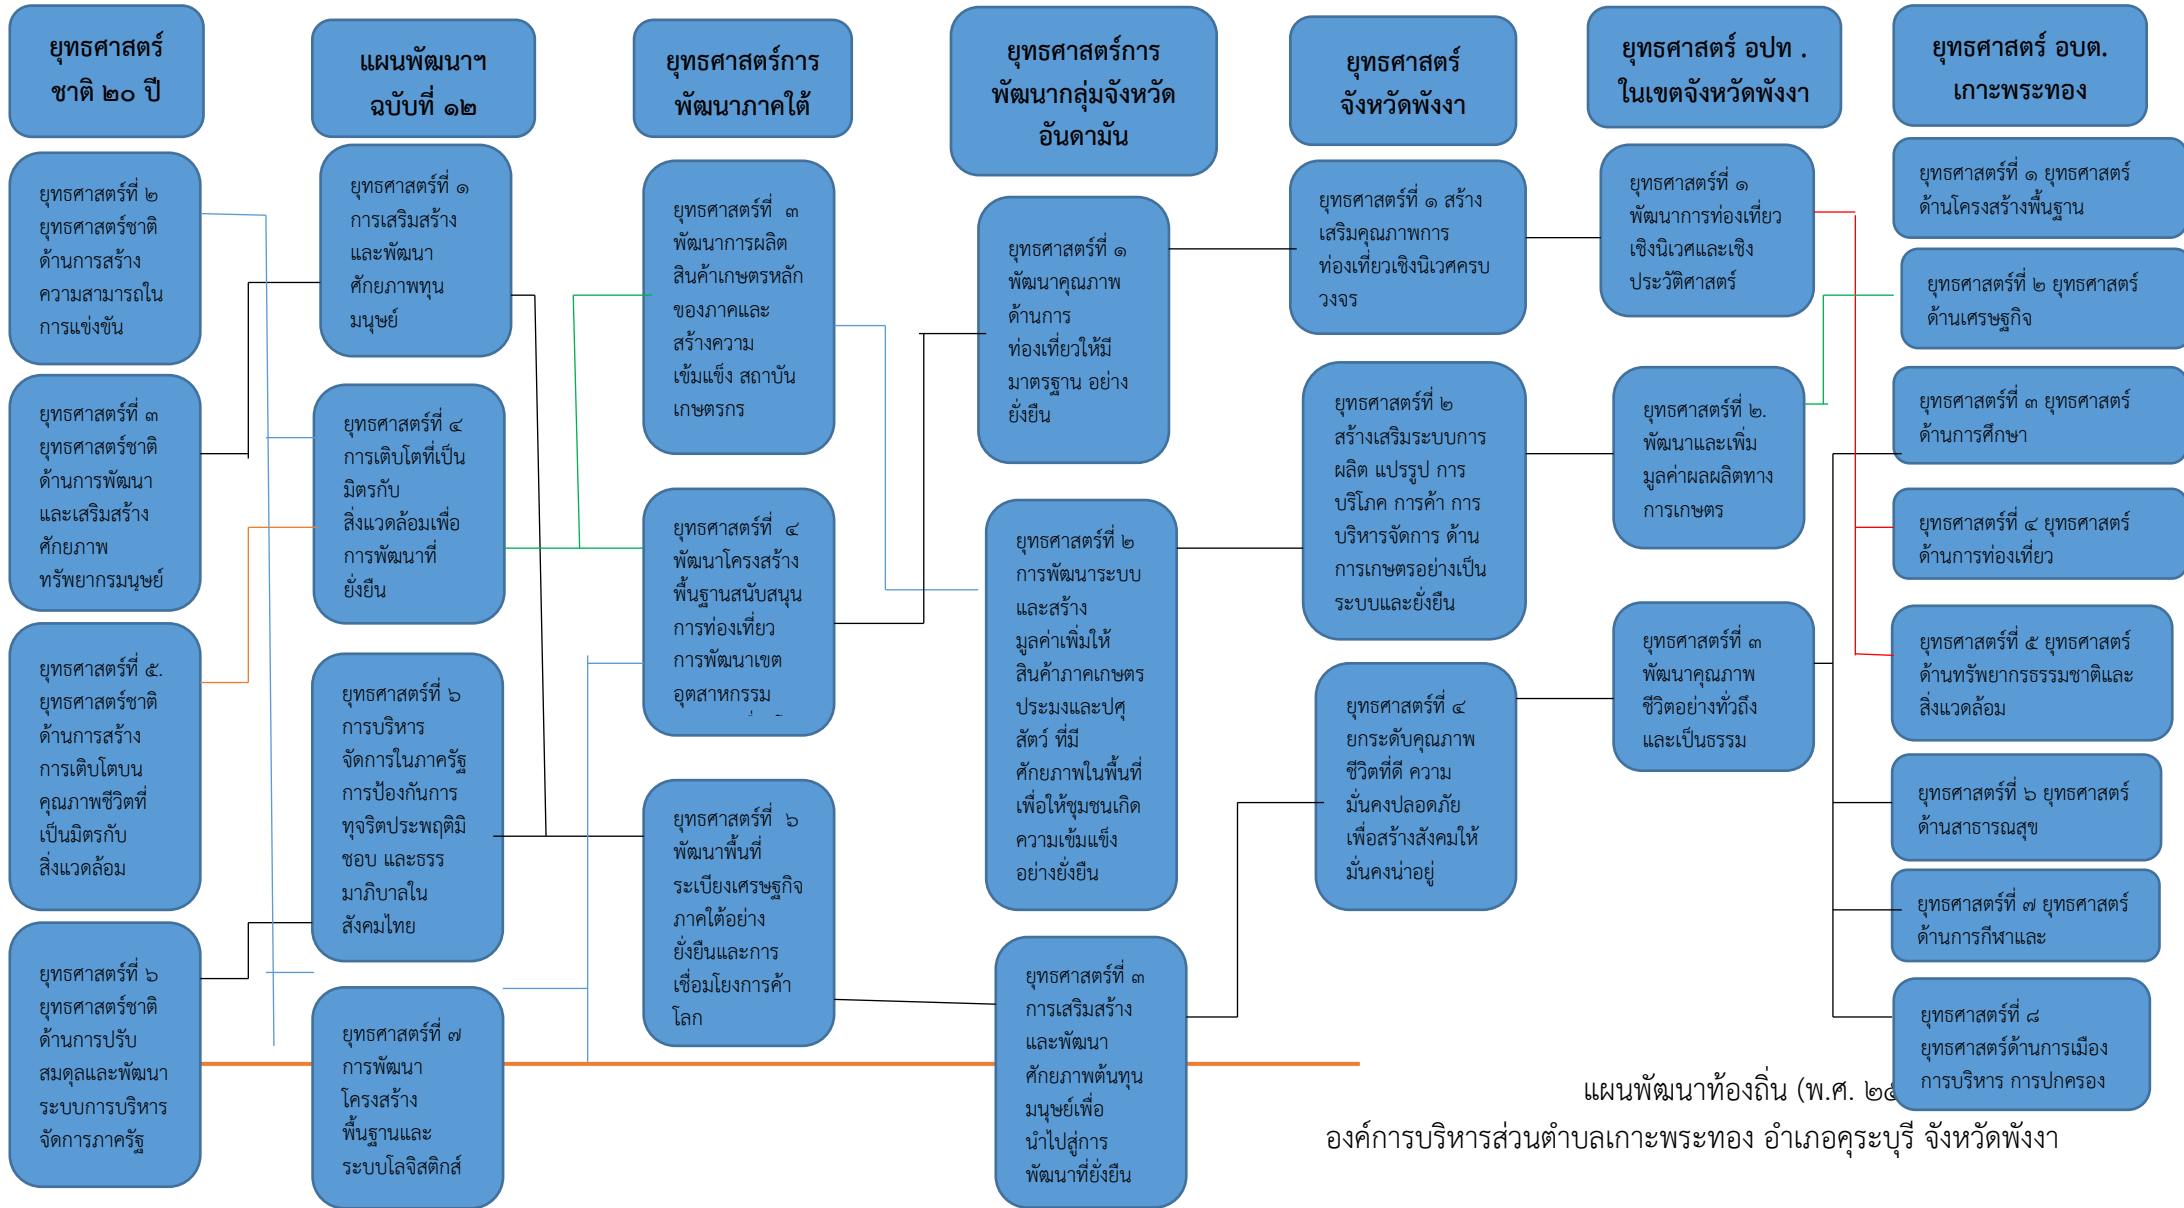 ยุทธศาสตร์
ชาติ ๒๐ ปี
ยุทธศาสตร์ที่ ๒
ยุทธศาสตร์ชาติ
ด้านการสร้าง
ความสามารถใน
การแข่งขัน
ยุทธศาสตร์ที่ ๓
ยุทธศาสตร์ชาติ
ด้านการพัฒนา
และเสริมสร้าง
ศักยภาพ
ทรัพยากรมนุษย์
ยุทธศาสตร์ที่ ๕.
ยุทธศาสตร์ชาติ
ด้านการสร้าง
การเติบโตบน
คุณภาพชีวิตที่
เป็นมิตรกับ
สิ่งแวดล้อม
ยุทธศาสตร์ที่ ๖
ยุทธศาสตร์ชาติ
ด้านการปรับ
สมดุลและพัฒนา
ระบบการบริหาร
จัดการภาครัฐ
แผนพัฒนาฯ
ฉบับที่ ๑๒
ยุทธศาสตร์ที่ ๑
การเสริมสร้าง
และพัฒนา
ศักยภาพทุน
มนุษย์
ยุทธศาสตร์ที่ ๔
การเติบโตที่เป็น
มิตรกับ
สิ่งแวดล้อมเพื่อ
การพัฒนาที่
ยั่งยืน
ยุทธศาสตร์ที่ ๖
การบริหาร
จัดการในภาครัฐ
การป้องกันการ
ทุจริตประพฤติมิ
ชอบ และธรร
มาภิบาลใน
สังคมไทย
ยุทธศาสตร์ที่ ๗
การพัฒนา
โครงสร้าง
พื้นฐานและ
ระบบโลจิสติกส์
ยุทธศาสตร์การ
พัฒนาภาคใต้
ยุทธศาสตร์ที่ ๓
พัฒนาการผลิต
สินค้าเกษตรหลัก
ของภาคและ
สร้างความ
เข้มแข็ง สถาบัน
เกษตรกร
ยุทธศาสตร์ที่ ๔
พัฒนาโครงสร้าง
พื้นฐานสนับสนุน
การท่องเที่ยว
การพัฒนาเขต
อุตสาหกรรม
ยุทธศาสตร์ที่ ๖
พัฒนาพื้นที่
ระเบียงเศรษฐกิจ
ภาคใต้อย่าง
ยั่งยืนและการ
เชื่อมโยงการค้า
โลก
ยุทธศาสตร์การ
พัฒนากลุ่มจังหวัด
อันดามัน
ยุทธศาสตร์ที่ ๑
พัฒนาคุณภาพ
ด้านการ
ท่องเที่ยวให้มี
มาตรฐาน อย่าง
ยั่งยืน
ยุทธศาสตร์ที่ ๒
การพัฒนาระบบ
และสร้าง
มูลค่าเพิ่มให้
สินค้าภาคเกษตร
ประมงและปศุ
สัตว์ ที่มี
ศักยภาพในพื้นที่
เพื่อให้ชุมชนเกิด
ความเข้มแข็ง
อย่างยั่งยืน
ยุทธศาสตร์ที่ ๓
การเสริมสร้าง
และพัฒนา
ศักยภาพต้นทุน
มนุษย์เพื่อ
นำไปสู่การ
พัฒนาที่ยั่งยืน
ยุทธศาสตร์
จังหวัดพังงา
ยุทธศาสตร์ที่ ๑ สร้าง
เสริมคุณภาพการ
ท่องเที่ยวเชิงนิเวศครบ
วงจร
ยุทธศาสตร์ที่ ๒
สร้างเสริมระบบการ
ผลิต แปรรูป การ
บริโภค การค้า การ
บริหารจัดการ ด้าน
การเกษตรอย่างเป็น
ระบบและยั่งยืน
ยุทธศาสตร์ที่ ๔
ยกระดับคุณภาพ
ชีวิตที่ดี ความ
มั่นคงปลอดภัย
เพื่อสร้างสังคมให้
มั่นคงน่าอยู่
ยุทธศาสตร์ อปท .
ในเขตจังหวัดพังงา
ยุทธศาสตร์ที่ ๑
พัฒนาการท่องเที่ยว
เชิงนิเวศและเชิง
ประวัติศาสตร์
ยุทธศาสตร์ที่ ๒.
พัฒนาและเพิ่ม
มูลค่าผลผลิตทาง
การเกษตร
ยุทธศาสตร์ที่ ๓
พัฒนาคุณภาพ
ชีวิตอย่างทั่วถึง
และเป็นธรรม
ยุทธศาสตร์ อบต.
เกาะพระทอง
ยุทธศาสตร์ที่ ๑ ยุทธศาสตร์
ด้านโครงสร้างพื้นฐาน
ยุทธศาสตร์ที่ ๒ ยุทธศาสตร์
ด้านเศรษฐกิจ
ยุทธศาสตร์ที่ ๓ ยุทธศาสตร์
ด้านการศึกษา
ยุทธศาสตร์ที่ ๔ ยุทธศาสตร์
ด้านการท่องเที่ยว
ยุทธศาสตร์ที่ ๕ ยุทธศาสตร์
ด้านทรัพยากรธรรมชาติและ
สิ่งแวดล้อม
ยุทธศาสตร์ที่ ๖ ยุทธศาสตร์
ด้านสาธารณสุข
ยุทธศาสตร์ที่ ๗ ยุทธศาสตร์
ด้านการกีฬาและ
ยุทธศาสตร์ที่ ๘
ยุทธศาสตร์ด้านการเมือง
การบริหาร การปกครอง
แผนพัฒนาท้องถิ่น (พ.ศ.
องค์การบริหารส่วนตำบลเกาะพระทอง อำเภอคุระบุรี จังหวัดพังงา